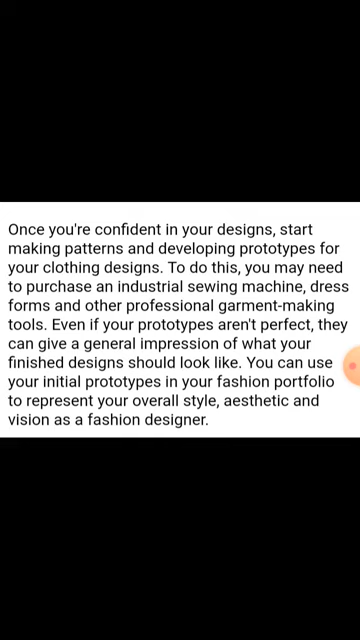 Once you're confident in your designs, start
making patterns and developing prototypes for
your clothing designs. To do this, you may need
to purchase an industrial sewing machine, dress
forms and other professional garment-making
tools. Even if your prototypes aren't perfect, they
can give a general impression of what your
finished designs should look like. You can use
your initial prototypes in your fashion portfolio
to represent your overall style, aesthetic and
vision as a fashion designer.